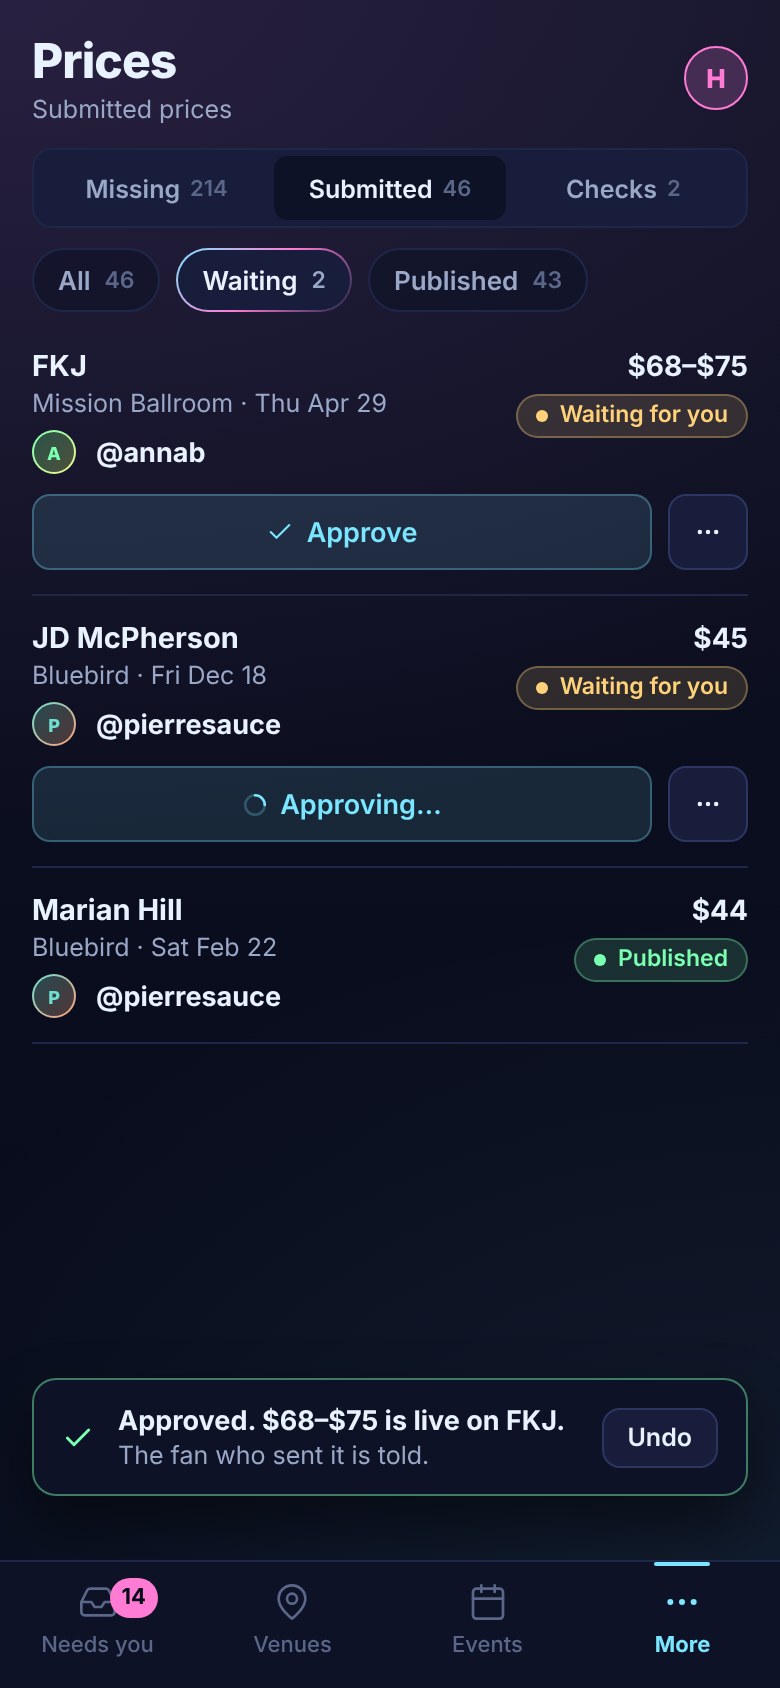 Prices
Submitted prices
H
Missing 214
Submitted 46
Checks 2
All 46
Waiting 2
Published 43
FKJ
$68–$75
Mission Ballroom · Thu Apr 29
Waiting for you
A
@annab
Approve
JD McPherson
$45
Bluebird · Fri Dec 18
Waiting for you
P
@pierresauce
Approving...
Marian Hill
$44
Bluebird · Sat Feb 22
Published
P
@pierresauce
Approved. $68–$75 is live on FKJ.
The fan who sent it is told.
Undo
14
Needs you
Venues
Events
More